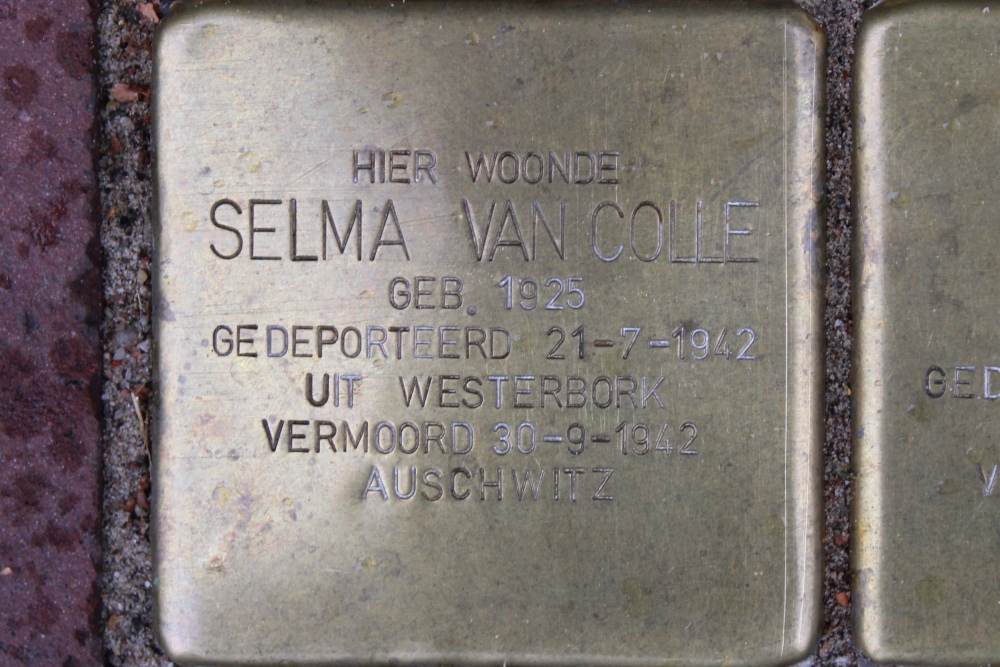 HIER WOONDE
SELMA VAN COLLE
GEB. 1925
GEDEPORTEERD 21-7-1942
UIT WESTERBORK
VERMOORD 30-9-1942
AUSCHWITZ